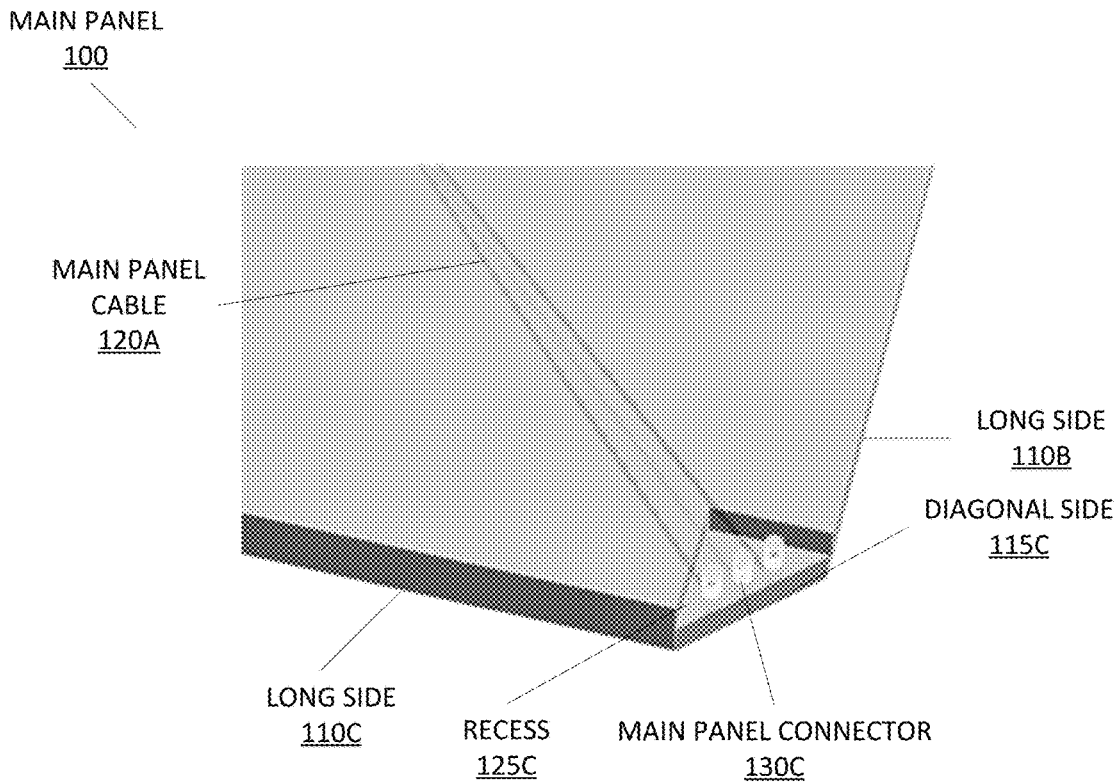 MAIN PANEL
100
MAIN PANEL
CABLE
120A
LONG SIDE
110B
DIAGONAL SIDE
115C
LONG SIDE
110C
RECESS
125C
MAIN PANEL CONNECTOR
130C